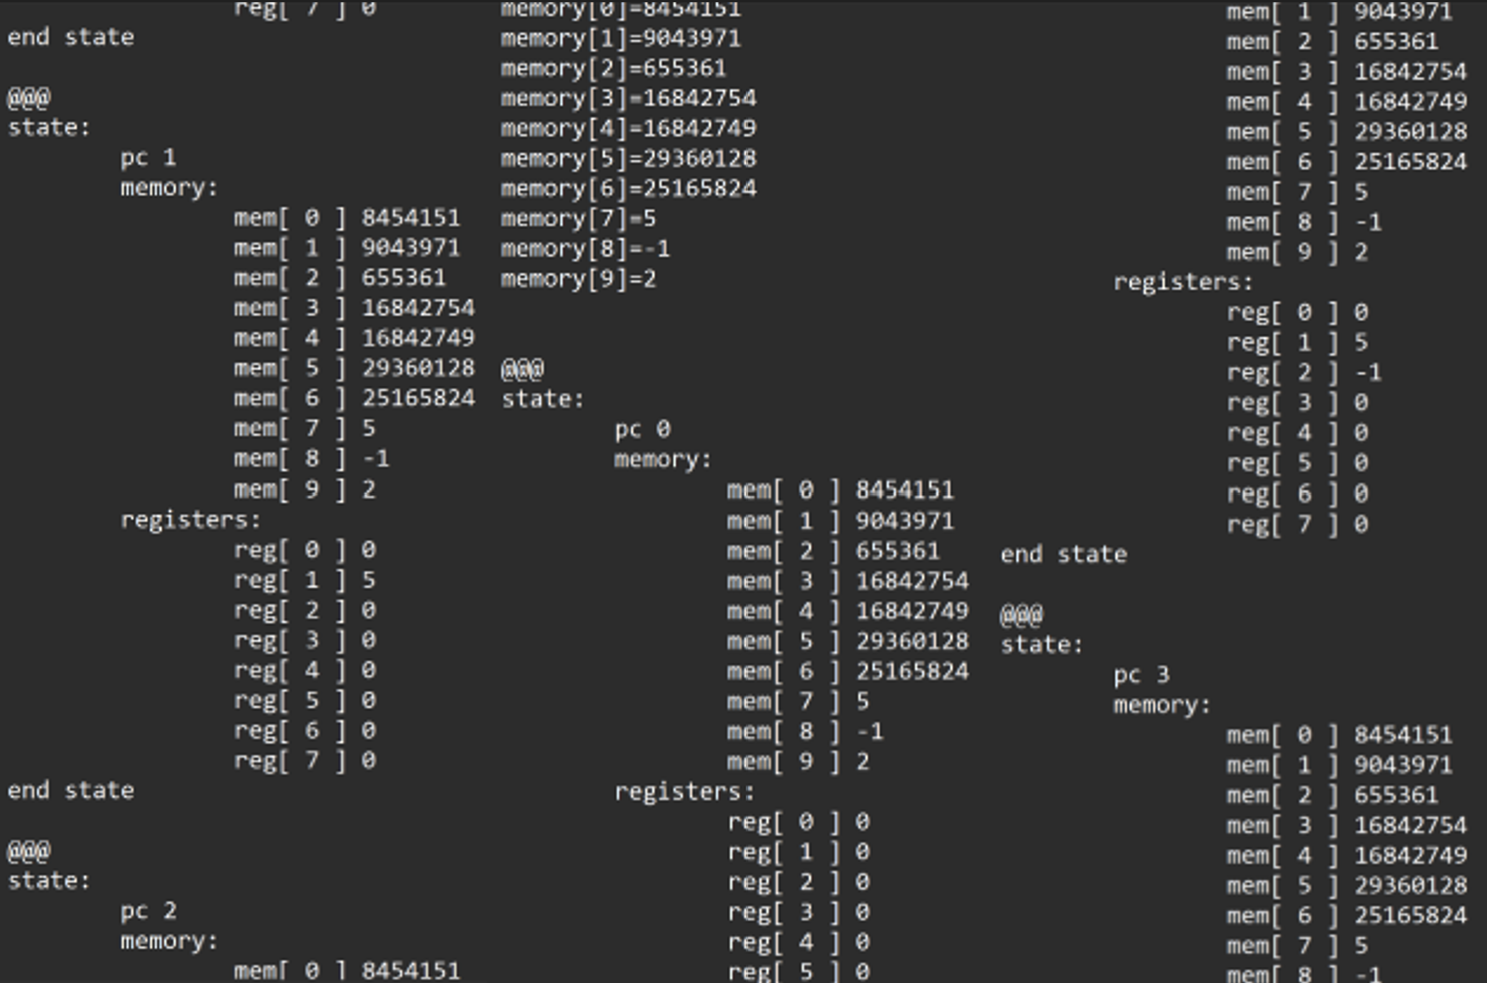 reg[ 7 ] 0
end state
@@@
state:
pc 1
memory:
mem[ 0 ] 8454151
mem[ 1 ] 9043971
mem[ 2 ] 655361
mem[ 3 ] 16842754
mem[ 4 ] 16842749
mem[ 5 ] 29360128
mem[ 6 ] 25165824
mem[ 7 ] 5
mem[ 8 ] -1
mem[ 9 ] 2
registers:
reg[ 0 ] 0
reg[ 1 ] 5
reg[ 2 ] 0
reg[ 3 ] 0
reg[ 4 ] 0
reg[ 5 ] 0
reg[ 6 ] 0
reg[ 7 ] 0
end state
@@@
state:
pc 2
memory:
mem[ 0 ] 8454151
memory[0]=8454151
memory[1]=9043971
memory[2]=655361
memory[3]=16842754
memory[4]=16842749
memory[5]=29360128
memory[6]=25165824
memory[7]=5
memory[8]=-1
memory[9]=2
@@@
state:
pc 0
memory:
mem[ 0 ] 8454151
mem[ 1 ] 9043971
mem[ 2 ] 655361
mem[ 3 ] 16842754
mem[ 4 ] 16842749
mem[ 5 ] 29360128
mem[ 6 ] 25165824
mem[ 7 ] 5
mem[ 8 ] -1
mem[ 9 ] 2
registers:
reg[ 0 ] 0
reg[ 1 ] 0
reg[ 2 ] 0
reg[ 3 ] 0
reg[ 4 ] 0
reg[ 5 ] 0
mem[ 1 ] 9043971
mem[ 2 ] 655361
mem[ 3 ] 16842754
mem[ 4 ] 16842749
mem[ 5 ] 29360128
mem[ 6 ] 25165824
mem[ 7 ] 5
mem[ 8 ] -1
mem[ 9 ] 2
registers:
reg[ 0 ] 0
reg[ 1 ] 5
reg[ 2 ] -1
reg[ 3 ] 0
reg[ 4 ] 0
reg[ 5 ] 0
reg[ 6 ] 0
reg[ 7 ] 0
end state
@@@
state:
pc 3
memory:
mem[ 0 ] 8454151
mem[ 1 ] 9043971
mem[ 2 ] 655361
mem[ 3 ] 16842754
mem[ 4 ] 16842749
mem[ 5 ] 29360128
mem[ 6 ] 25165824
mem[ 7 ] 5
mem[ 8 ] -1